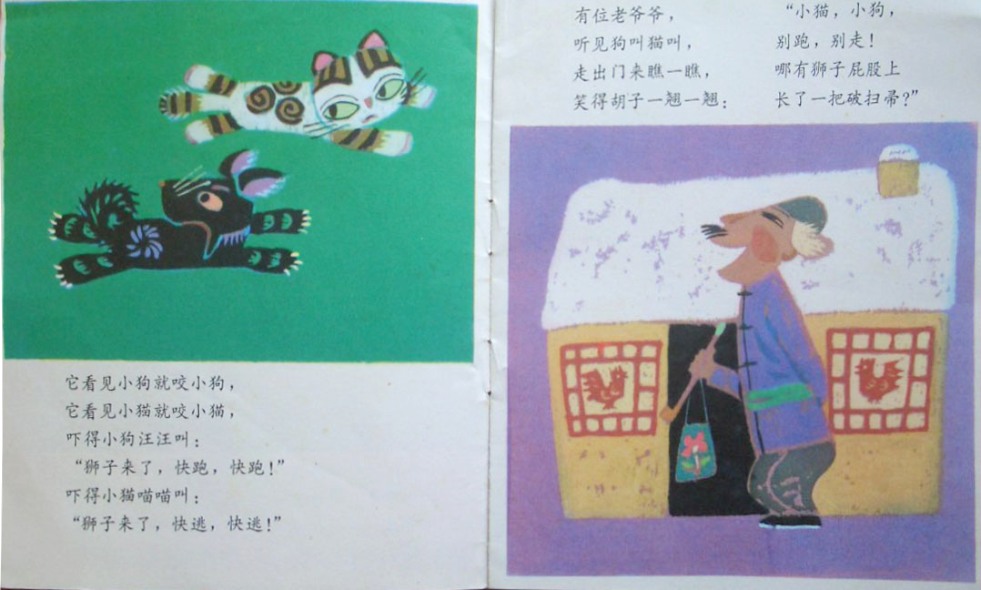 它看见小狗就咬小狗，
它看见小猫就咬小猫，
吓得小狗汪汪叫：
“狮子来了，快跑，快跑！”
吓得小猫喵喵叫：
“狮子来了，快逃，快逃！”
有位老爷爷，
听见狗叫猫叫，
走出门来瞧一瞧，
笑得胡子一翘一翘：
“小猫，小狗，
别跑，别走！
哪有狮子屁股上
长了一把破扫帚？”